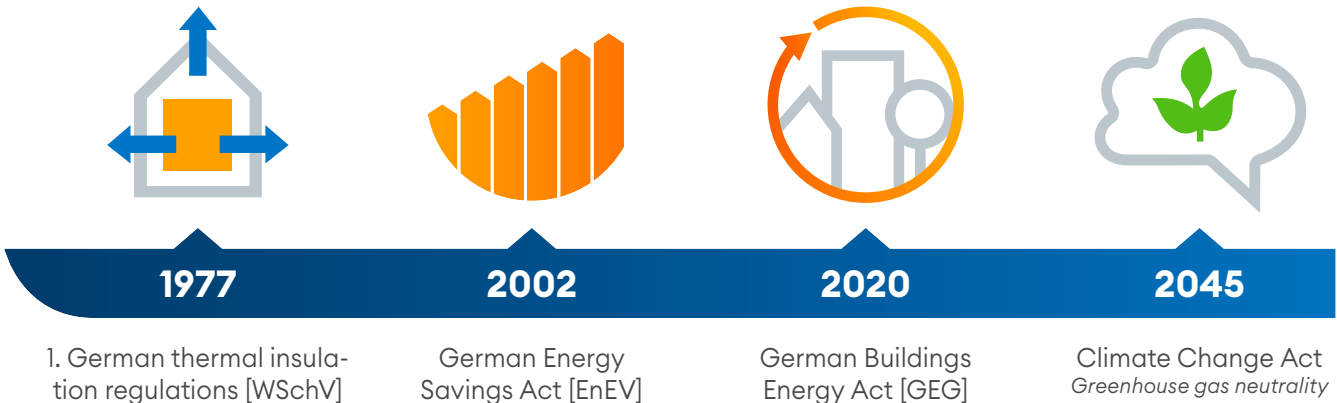 1977
2002
2020
2045
1. German thermal insula-
tion regulations [WSchV]
German Energy
Savings Act [EnEV]
German Buildings
Energy Act [GEG]
Climate Change Act
Greenhouse gas neutrality